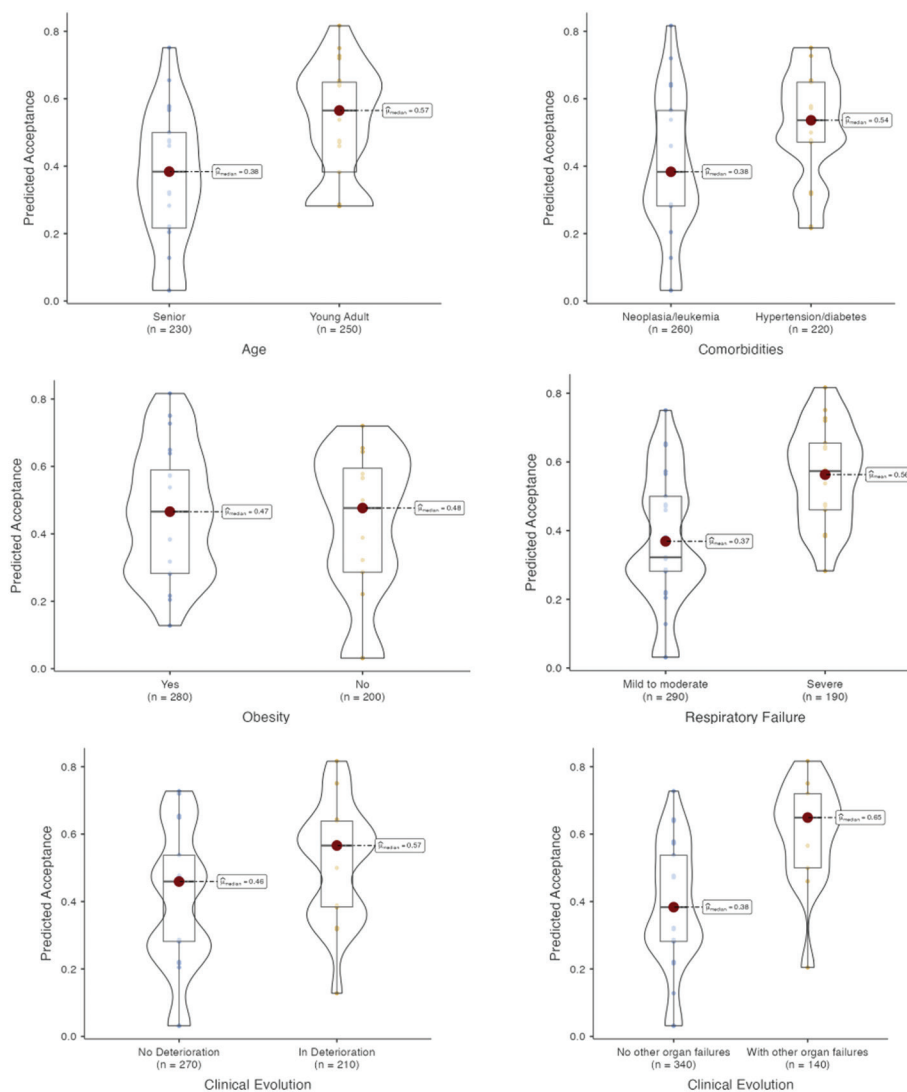 0.8
0.6
0.4
0.2
0.0
Predicted Acceptance
μ̂median = 0.38
μ̂median = 0.57
Senior
(n = 230)
Young Adult
(n = 250)
Age
0.8
0.6
0.4
0.2
0.0
Predicted Acceptance
μ̂median = 0.38
μ̂median = 0.54
Neoplasia/leukemia
(n = 260)
Hypertension/diabetes
(n = 220)
Comorbidities
0.8
0.6
0.4
0.2
0.0
Predicted Acceptance
μ̂median = 0.47
μ̂median = 0.48
Yes
(n = 280)
No
(n = 200)
Obesity
0.8
0.6
0.4
0.2
0.0
Predicted Acceptance
μ̂mean = 0.37
μ̂mean = 0.56
Mild to moderate
(n = 290)
Severe
(n = 190)
Respiratory Failure
0.8
0.6
0.4
0.2
0.0
Predicted Acceptance
μ̂median = 0.46
μ̂median = 0.57
No Deterioration
(n = 270)
In Deterioration
(n = 210)
Clinical Evolution
0.8
0.6
0.4
0.2
0.0
Predicted Acceptance
μ̂median = 0.38
μ̂median = 0.65
No other organ failures
(n = 340)
With other organ failures
(n = 140)
Clinical Evolution